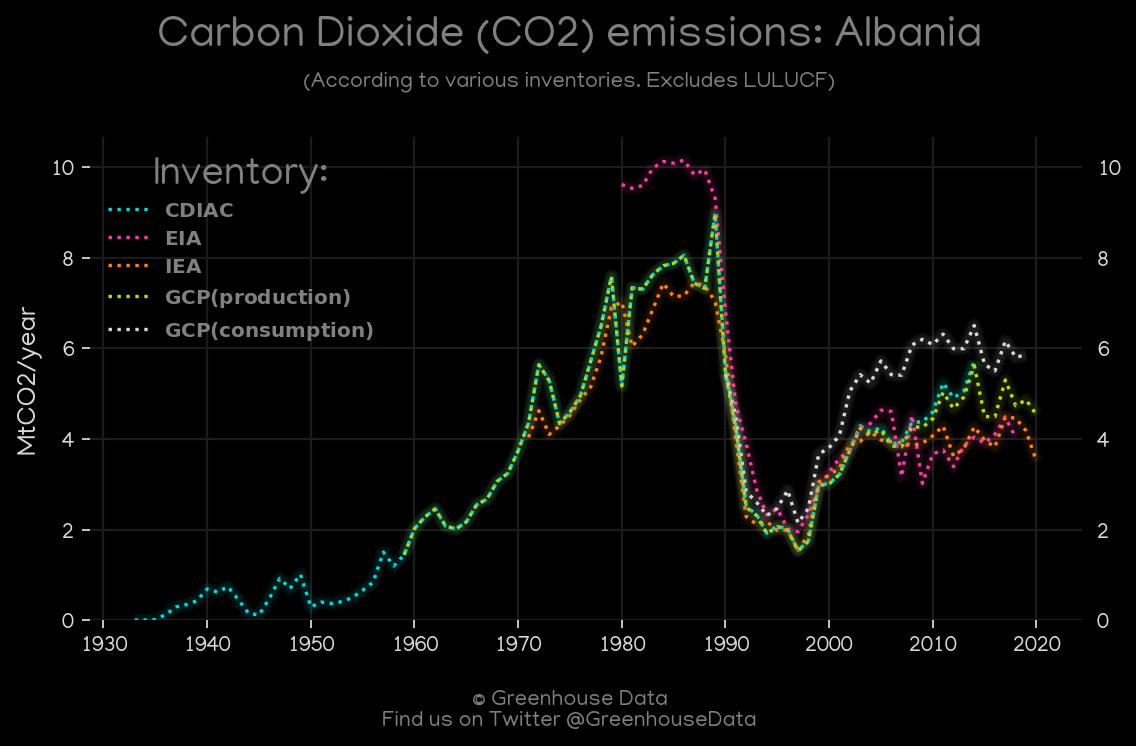 Carbon Dioxide (CO2) emissions: Albania
(According to various inventories. Excludes LULUCF)
Inventory:
CDIAC
EIA
IEA
GCP(production)
GCP(consumption)
MtCO2/year
10
8
6
4
2
0
10
8
6
4
2
0
1930 1940 1950 1960 1970 1980 1990 2000 2010 2020
© Greenhouse Data
Find us on Twitter @GreenhouseData